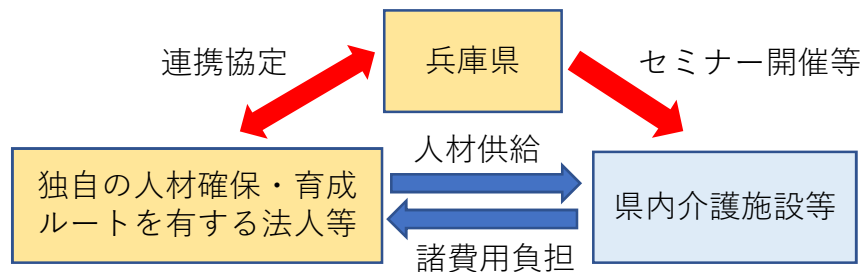 連携協定
兵庫県
セミナー開催等
独自の人材確保・育成
ルートを有する法人等
人材供給
諸費用負担
県内介護施設等